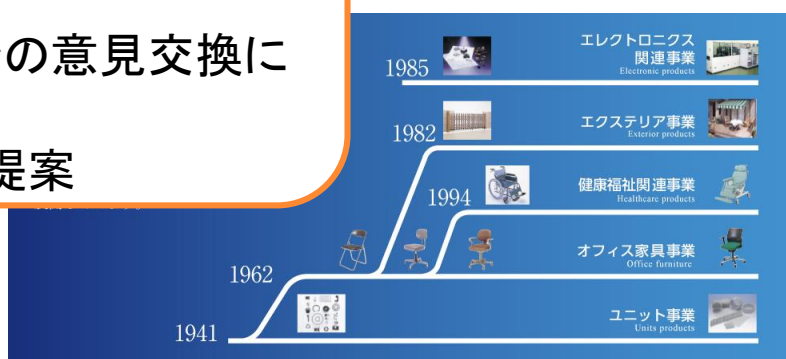 の意見交換に
提案
1985
エレクトロニクス
関連事業
Electronic products
1982
エクステリア事業
Exterior products
1994
健康福祉関連事業
Healthcare products
1962
オフィス家具事業
Office furniture
1941
ユニット事業
Units products